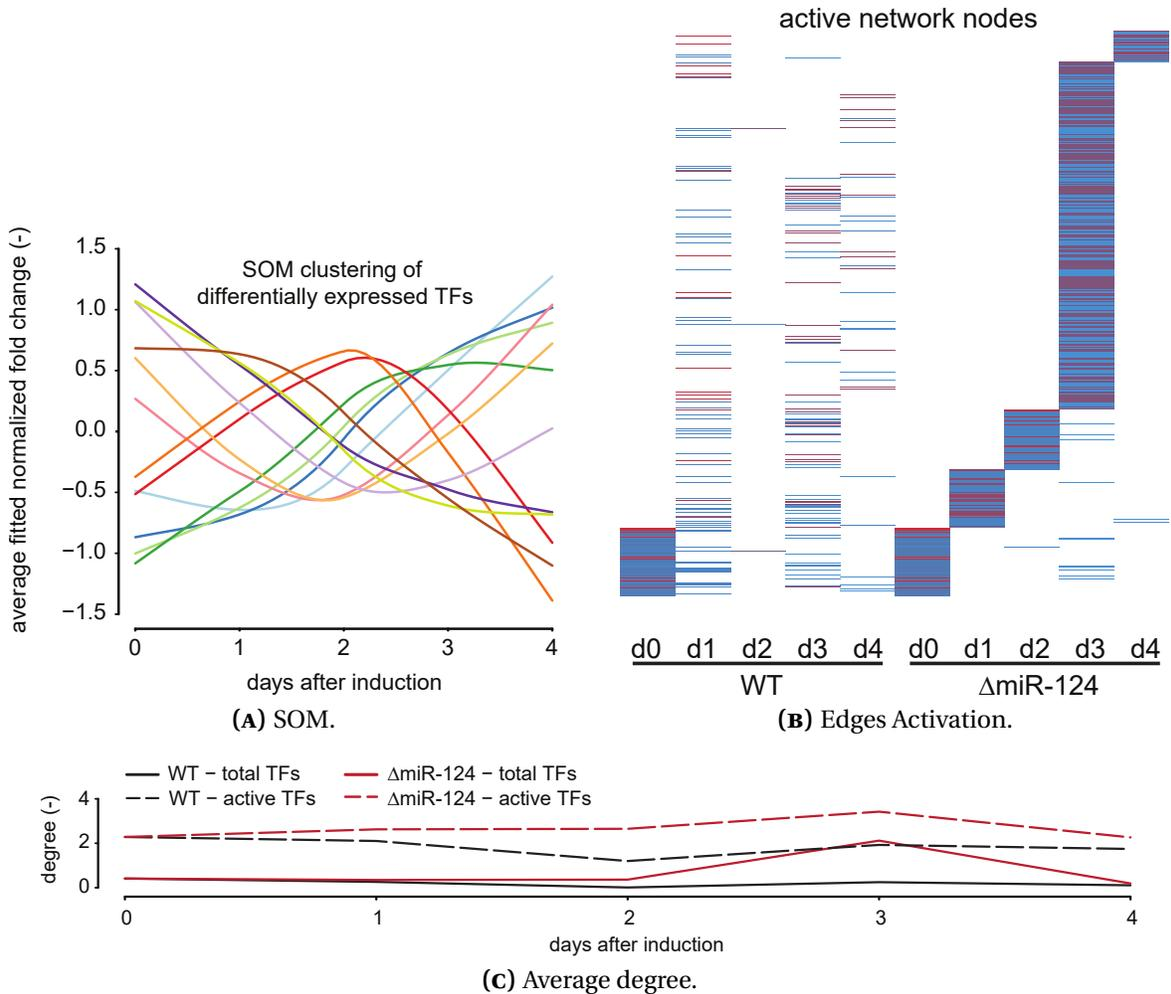 active network nodes
average fitted normalized fold change (-)
1.5
1.0
0.5
0.0
−0.5
−1.0
−1.5
SOM clustering of
differentially expressed TFs
0 1 2 3 4
days after induction
(A) SOM.
d0 d1 d2 d3 d4 d0 d1 d2 d3 d4
WT ΔmiR-124
(B) Edges Activation.
WT − total TFs ΔmiR-124 − total TFs
WT − active TFs ΔmiR-124 − active TFs
degree (-)
4
2
0
0 1 2 3 4
days after induction
(C) Average degree.